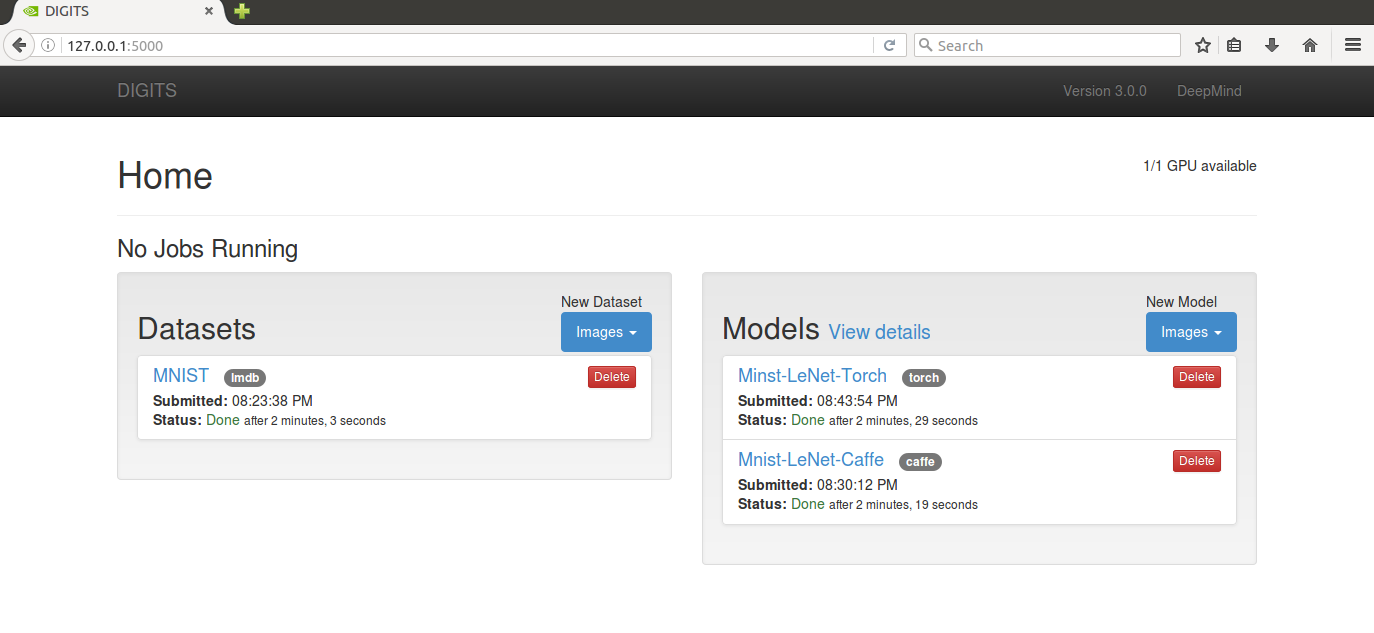 DIGITS
127.0.0.1:5000
Search
DIGITS
Version 3.0.0
DeepMind
Home
1/1 GPU available
No Jobs Running
New Dataset
Datasets
Images
MNIST lmdb
Delete
Submitted: 08:23:38 PM
Status: Done after 2 minutes, 3 seconds
New Model
Models View details
Images
Minst-LeNet-Torch torch
Delete
Submitted: 08:43:54 PM
Status: Done after 2 minutes, 29 seconds
Mnist-LeNet-Caffe caffe
Delete
Submitted: 08:30:12 PM
Status: Done after 2 minutes, 19 seconds